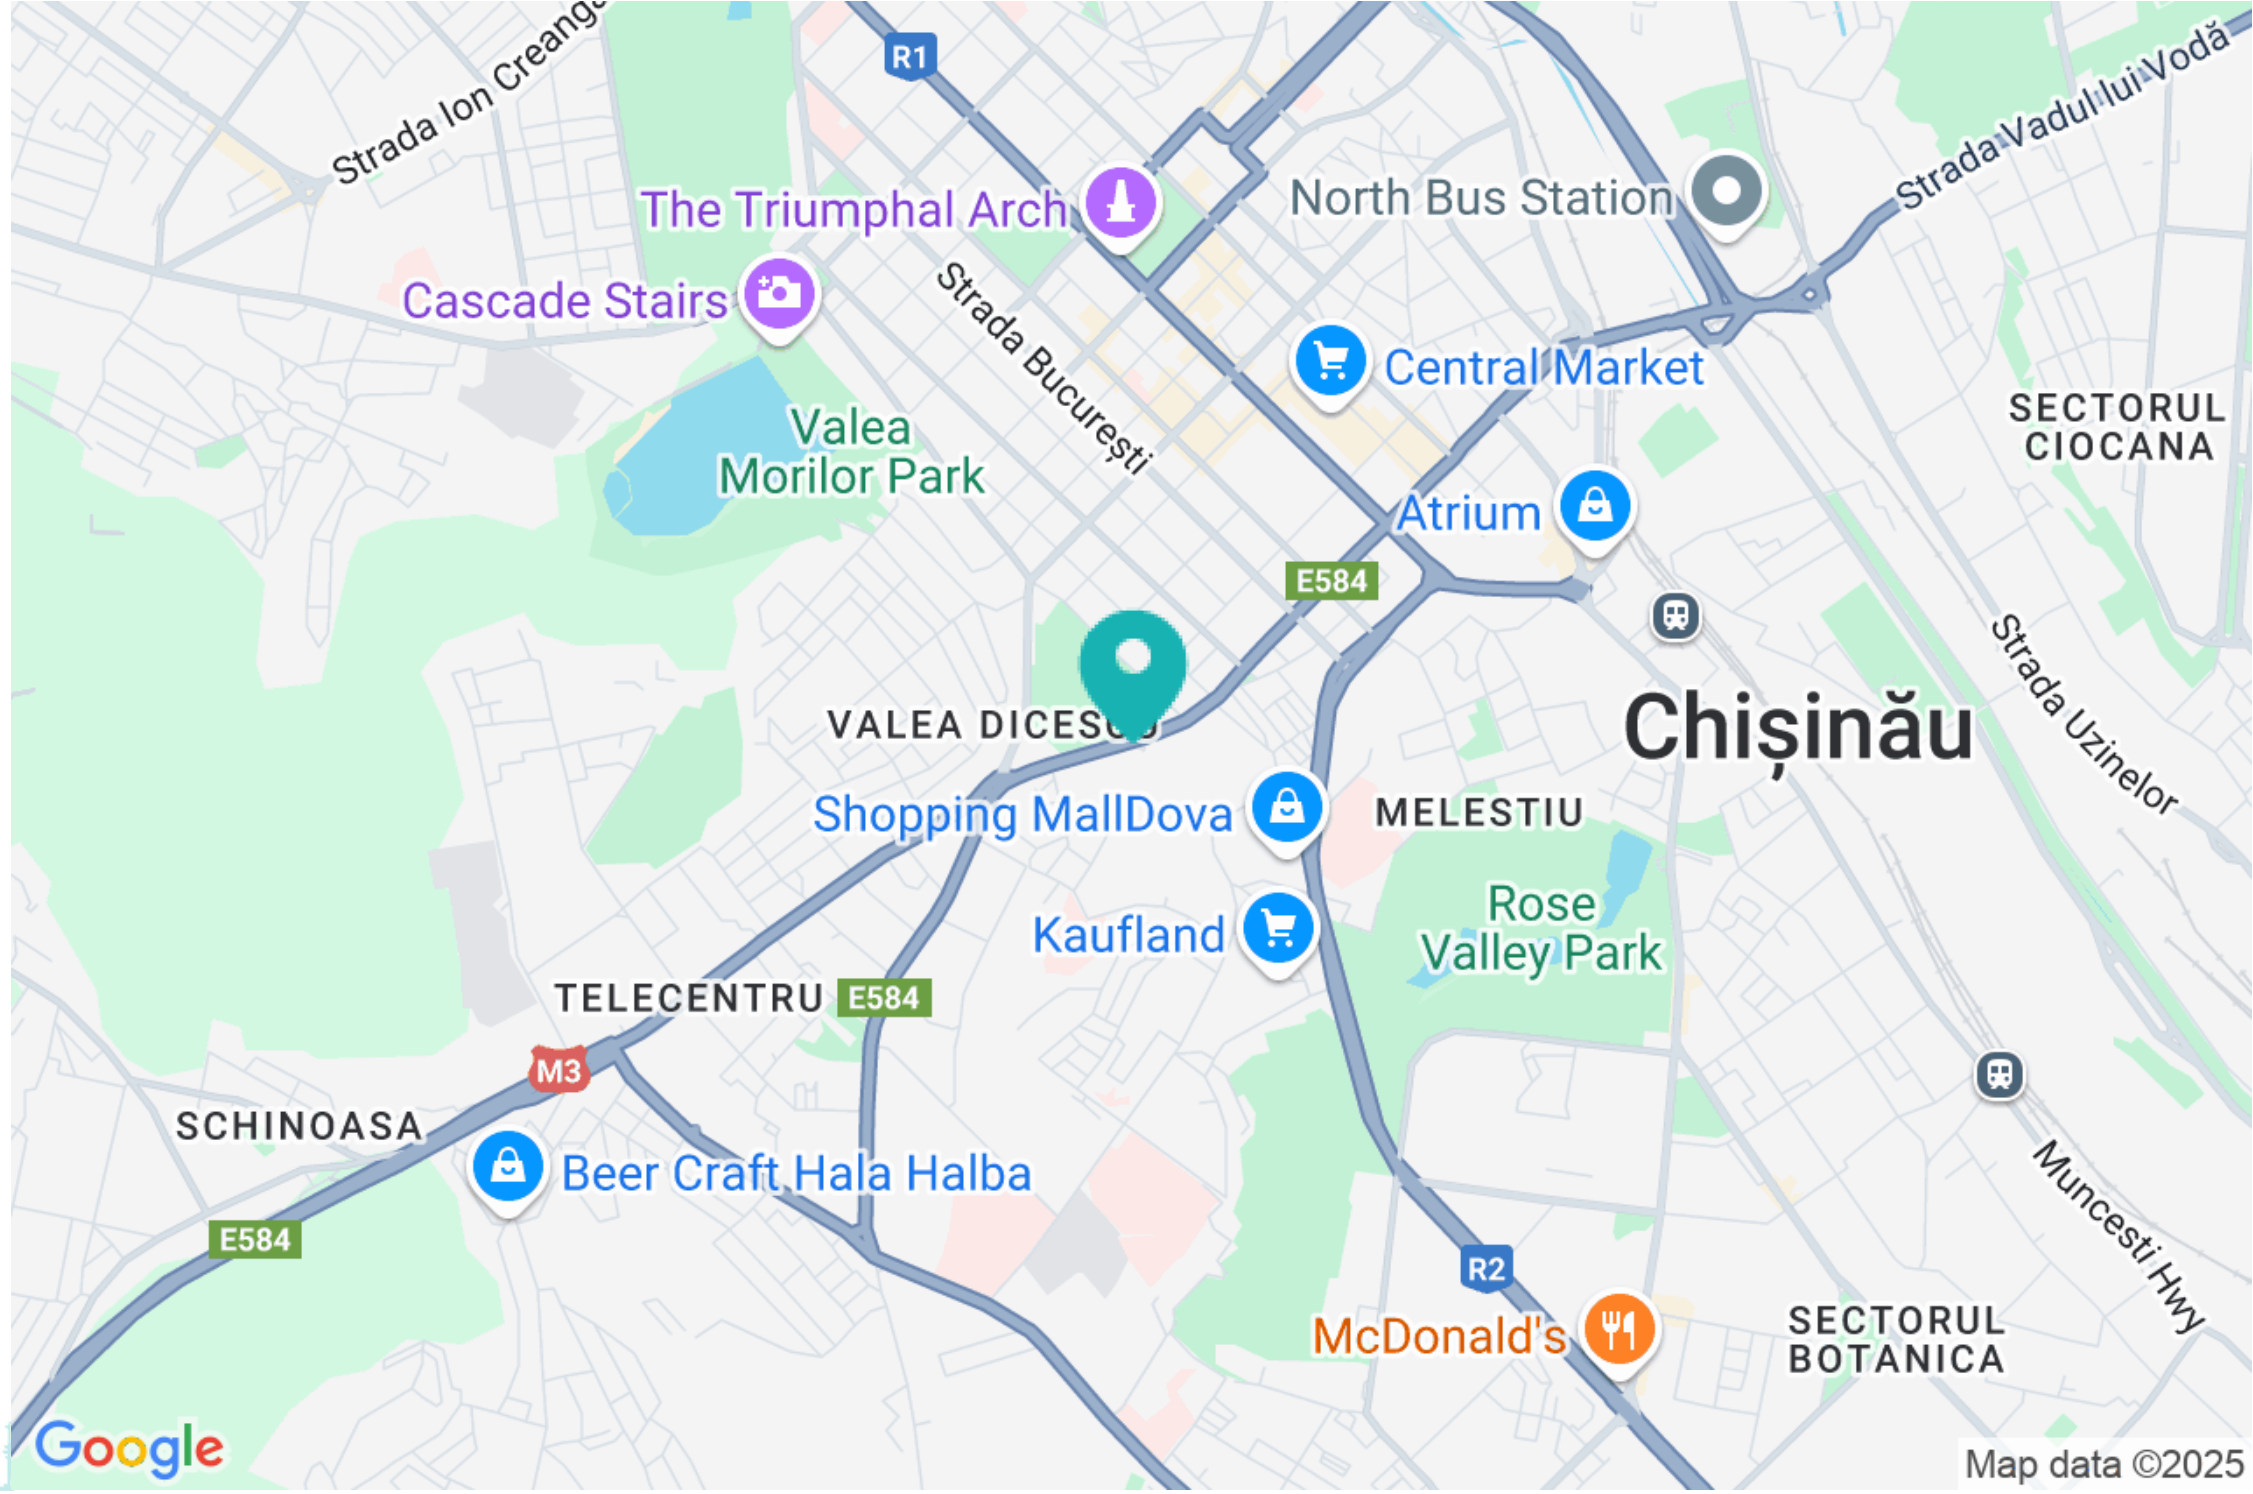 Strada Ion Creangă
R1
Strada Vadul lui Vodă
The Triumphal Arch
North Bus Station
Cascade Stairs
Strada București
Central Market
Valea
Morilor Park
SECTORUL
CIOCANA
Atrium
E584
Strada Uzinelor
VALEA DICESCU
Chișinău
Shopping MallDova
MELESTIU
Rose
Valley Park
Kaufland
TELECENTRU
E584
M3
SCHINOASA
Beer Craft Hala Halba
Muncesti Hwy
E584
R2
McDonald's
SECTORUL
BOTANICA
Google
Map data ©2025